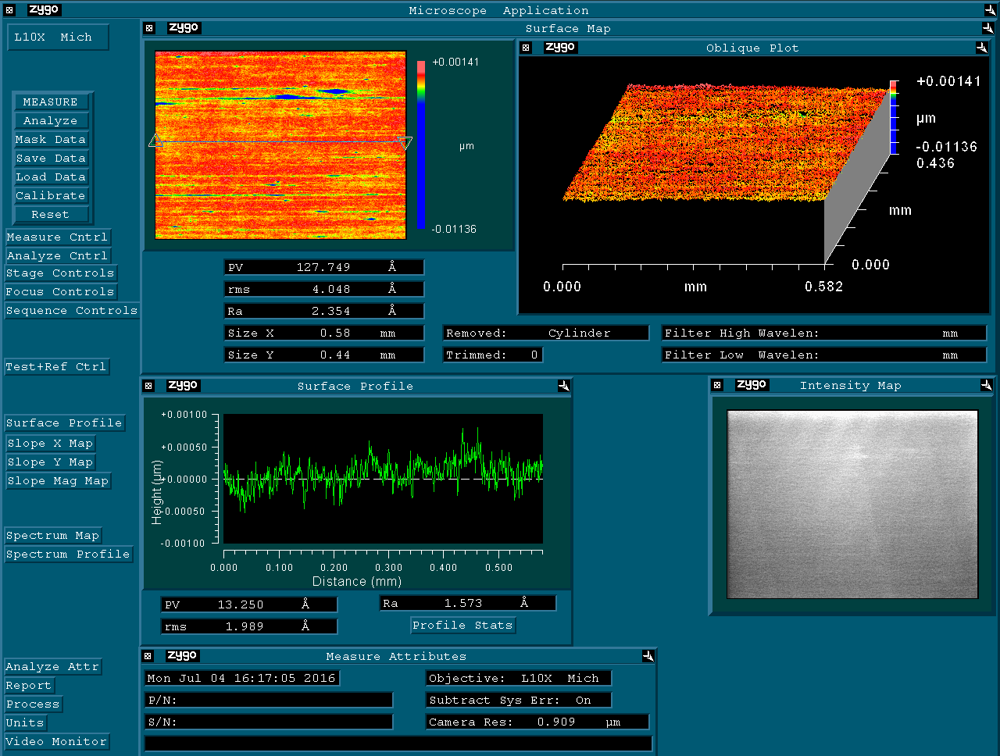 zygo Microscope Application
L10X Mich
MEASURE
Analyze
Mask Data
Save Data
Load Data
Calibrate
Reset
Measure Cntrl
Analyze Cntrl
Stage Controls
Focus Controls
Sequence Controls
Test+Ref Ctrl
Surface Profile
Slope X Map
Slope Y Map
Slope Mag Map
Spectrum Map
Spectrum Profile
Analyze Attr
Report
Process
Units
Video Monitor
zygo Surface Map
+0.00141
µm
-0.01136
PV 127.749 Å
rms 4.048 Å
Ra 2.354 Å
Size X 0.58 mm
Size Y 0.44 mm
Removed: Cylinder
Trimmed: 0
Filter High Wavelen: mm
Filter Low Wavelen: mm
zygo Oblique Plot
+0.00141
µm
-0.01136
0.436
mm
0.000
0.000 mm 0.582
zygo Surface Profile
+0.00100
+0.00050
+0.00000
-0.00050
-0.00100
Height (µm)
0.000 0.100 0.200 0.300 0.400 0.500
Distance (mm)
PV 13.250 Å
rms 1.989 Å
Ra 1.573 Å
Profile Stats
zygo Intensity Map
zygo Measure Attributes
Mon Jul 04 16:17:05 2016
P/N:
S/N:
Objective: L10X Mich
Subtract Sys Err: On
Camera Res: 0.909 µm